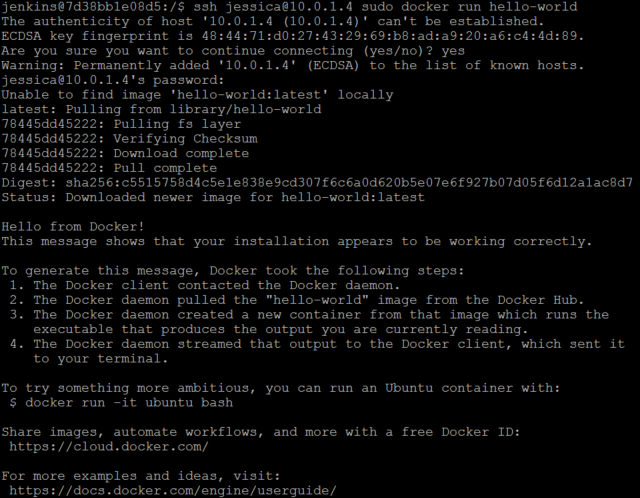 jenkins@7d38bb1e08d5:/$ ssh jessica@10.0.1.4 sudo docker run hello-world
The authenticity of host '10.0.1.4 (10.0.1.4)' can't be established.
ECDSA key fingerprint is 48:44:71:d0:27:43:29:69:b8:ad:a9:20:a6:c4:4d:89.
Are you sure you want to continue connecting (yes/no)? yes
Warning: Permanently added '10.0.1.4' (ECDSA) to the list of known hosts.
jessica@10.0.1.4's password:
Unable to find image 'hello-world:latest' locally
latest: Pulling from library/hello-world
78445dd45222: Pulling fs layer
78445dd45222: Verifying Checksum
78445dd45222: Download complete
78445dd45222: Pull complete
Digest: sha256:c5515758d4c5e1e838e9cd307f6c6a0d620b5e07e6f927b07d05f6d12a1ac8d7
Status: Downloaded newer image for hello-world:latest

Hello from Docker!
This message shows that your installation appears to be working correctly.

To generate this message, Docker took the following steps:
 1. The Docker client contacted the Docker daemon.
 2. The Docker daemon pulled the "hello-world" image from the Docker Hub.
 3. The Docker daemon created a new container from that image which runs the
    executable that produces the output you are currently reading.
 4. The Docker daemon streamed that output to the Docker client, which sent it
    to your terminal.

To try something more ambitious, you can run an Ubuntu container with:
 $ docker run -it ubuntu bash

Share images, automate workflows, and more with a free Docker ID:
 https://cloud.docker.com/

For more examples and ideas, visit:
 https://docs.docker.com/engine/userguide/